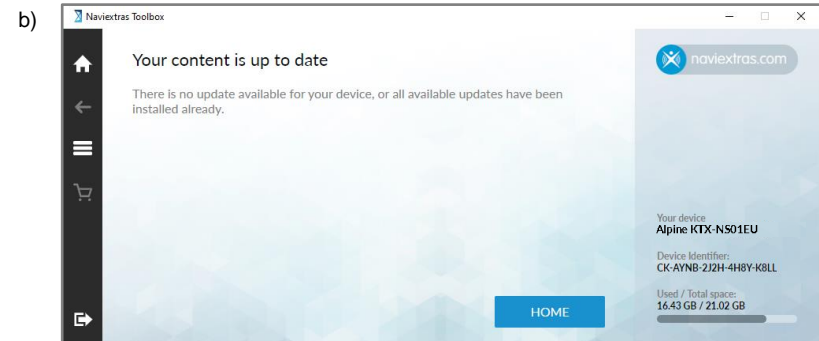 b)
Naviextras Toolbox
Your content is up to date
There is no update available for your device, or all available updates have been
installed already.
HOME
naviextras.com
Your device
Alpine KTX-NS01EU
Device Identifier:
CK-AYNB-2J2H-4H8Y-K8LL
Used / Total space:
16.43 GB / 21.02 GB